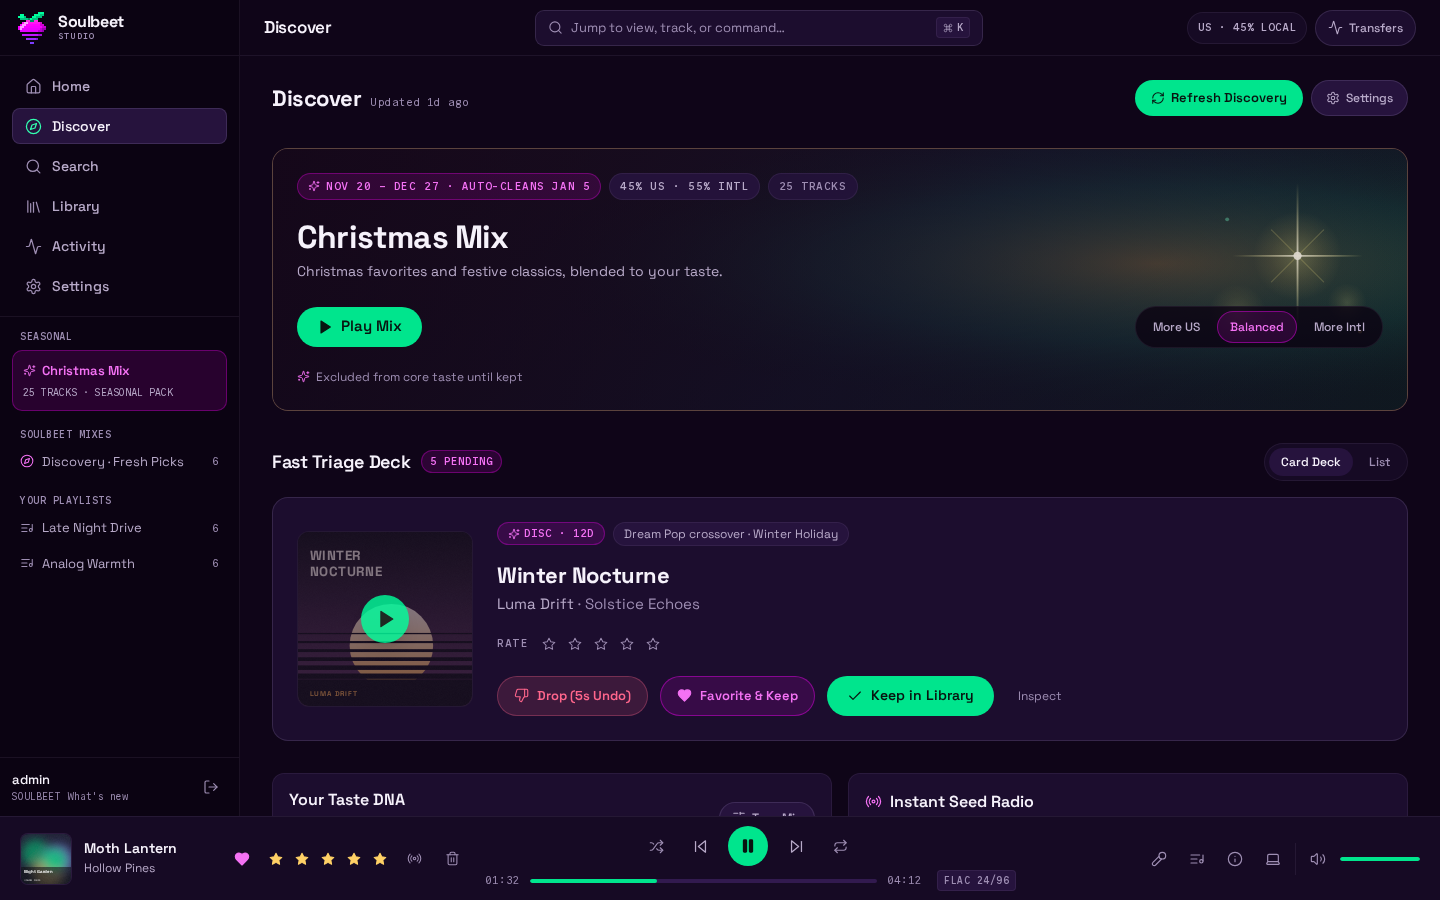 Soulbeet
STUDIO
Discover
Jump to view, track, or command...
⌘ K
US · 45% LOCAL
Transfers
Home
Discover
Search
Library
Activity
Settings
SEASONAL
Christmas Mix
25 TRACKS · SEASONAL PACK
SOULBEET MIXES
Discovery · Fresh Picks 6
YOUR PLAYLISTS
Late Night Drive 6
Analog Warmth 6
admin
SOULBEET What's new
Discover Updated 1d ago
Refresh Discovery
Settings
NOV 20 – DEC 27 · AUTO-CLEANS JAN 5
45% US · 55% INTL
25 TRACKS
Christmas Mix
Christmas favorites and festive classics, blended to your taste.
Play Mix
More US
Balanced
More Intl
Excluded from core taste until kept
Fast Triage Deck
5 PENDING
Card Deck
List
WINTER
NOCTURNE
LUMA DRIFT
DISC · 12D
Dream Pop crossover · Winter Holiday
Winter Nocturne
Luma Drift · Solstice Echoes
RATE
Drop (5s Undo)
Favorite & Keep
Keep in Library
Inspect
Your Taste DNA
Instant Seed Radio
Moth Lantern
Hollow Pines
01:32
04:12
FLAC 24/96